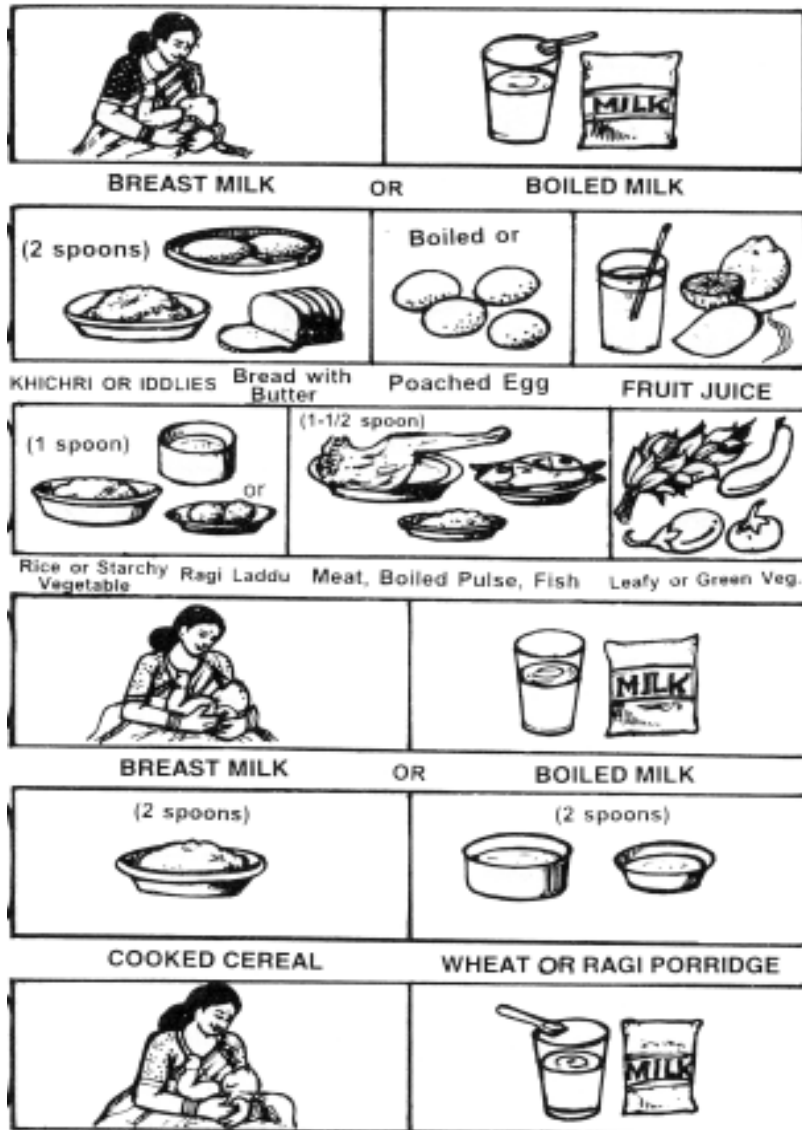 MILK
BREAST MILK OR BOILED MILK
(2 spoons)
Boiled or
KHICHRI OR IDDLIES Bread with Butter Poached Egg FRUIT JUICE
(1 spoon)
or
(1-1/2 spoon)
Rice or Starchy Vegetable Ragi Laddu Meat, Boiled Pulse, Fish Leafy or Green Veg.
MILK
BREAST MILK OR BOILED MILK
(2 spoons) (2 spoons)
COOKED CEREAL WHEAT OR RAGI PORRIDGE
MILK